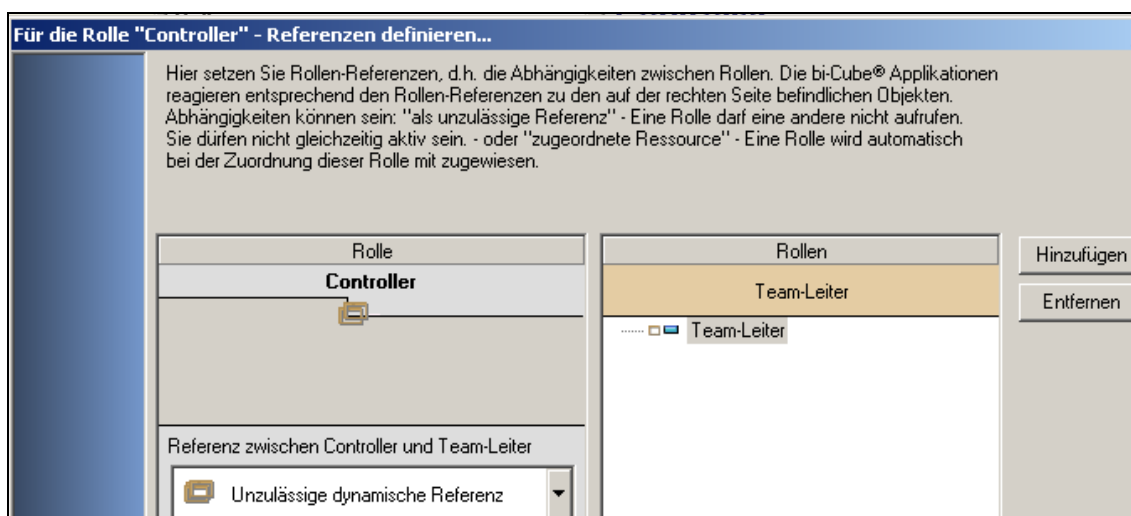 Für die Rolle "Controller" - Referenzen definieren...
Hier setzen Sie Rollen-Referenzen, d.h. die Abhängigkeiten zwischen Rollen. Die bi-Cube® Applikationen
reagieren entsprechend den Rollen-Referenzen zu den auf der rechten Seite befindlichen Objekten.
Abhängigkeiten können sein: "als unzulässige Referenz" - Eine Rolle darf eine andere nicht aufrufen.
Sie dürfen nicht gleichzeitig aktiv sein. - oder "zugeordnete Ressource" - Eine Rolle wird automatisch
bei der Zuordnung dieser Rolle mit zugewiesen.
Rolle
Controller
Referenz zwischen Controller und Team-Leiter
Unzulässige dynamische Referenz
Rollen
Team-Leiter
Team-Leiter
Hinzufügen
Entfernen